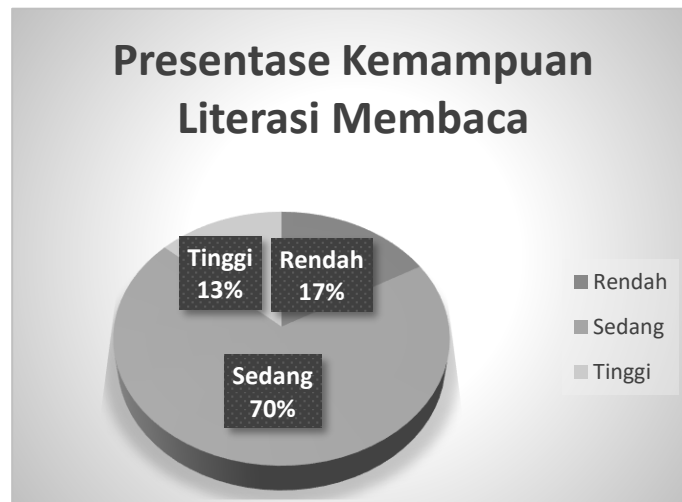 Presentase Kemampuan
Literasi Membaca
Tinggi
13%
Rendah
17%
Sedang
70%
Rendah
Sedang
Tinggi